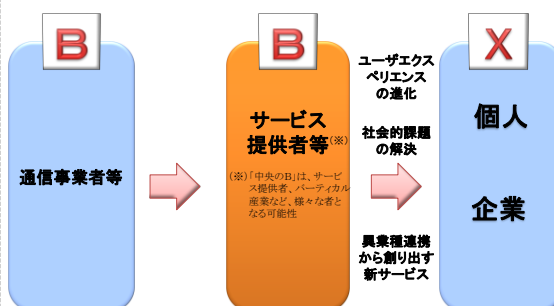 B
通信事業者等
B
サービス
提供者等(※)
(※)「中央のB」は、サービ
ス提供者、バーティカル
産業など、様々な者と
なる可能性
ユーザエクス
ペリエンス
の進化
社会的課題
の解決
異業種連携
から創り出す
新サービス
X
個人
企業